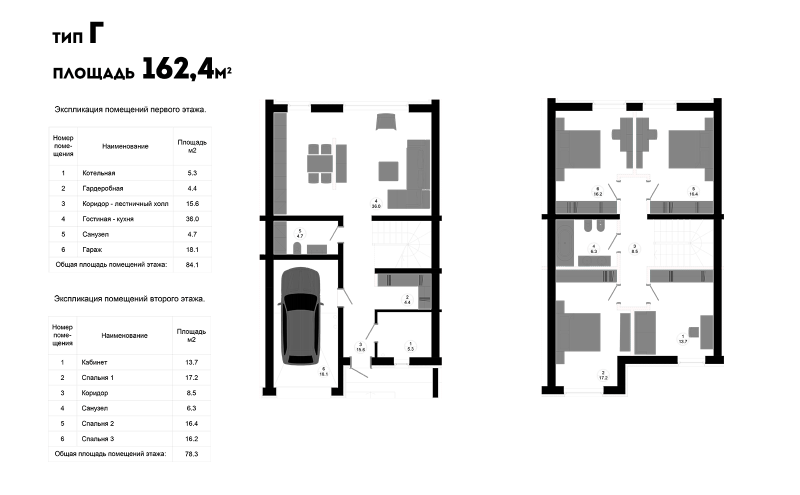 ТИП Г
ПЛОЩАДЬ 162,4м²
Экспликация помещений первого этажа.
Номер поме- щения Наименование Площадь м2
1 Котельная 5.3
2 Гардеробная 4.4
3 Коридор - лестничный холл 15.6
4 Гостиная - кухня 36.0
5 Санузел 4.7
6 Гараж 18.1
Общая площадь помещений этажа: 84.1
Экспликация помещений второго этажа.
Номер поме- щения Наименование Площадь м2
1 Кабинет 13.7
2 Спальня 1 17.2
3 Коридор 8.5
4 Санузел 6.3
5 Спальня 2 16.4
6 Спальня 3 16.2
Общая площадь помещений этажа: 78.3
4
36.0
5
4.7
2
4.4
3
15.6
1
5.3
6
18.1
6
16.2
5
16.4
4
6.3
3
8.5
1
13.7
2
17.2